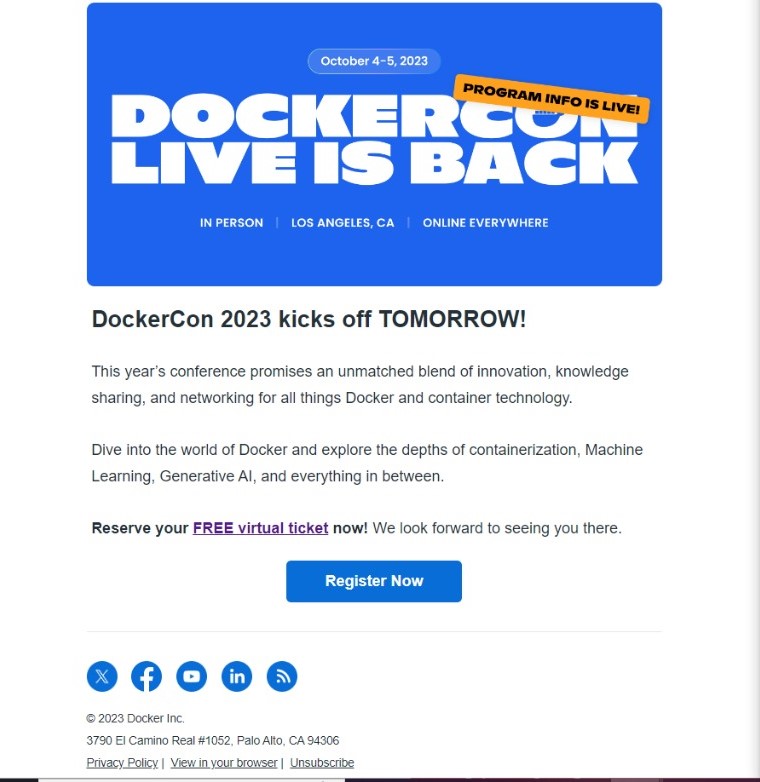 October 4-5, 2023
PROGRAM INFO IS LIVE!
DOCKERCON
LIVE IS BACK
IN PERSON | LOS ANGELES, CA | ONLINE EVERYWHERE
DockerCon 2023 kicks off TOMORROW!
This year’s conference promises an unmatched blend of innovation, knowledge
sharing, and networking for all things Docker and container technology.
Dive into the world of Docker and explore the depths of containerization, Machine
Learning, Generative AI, and everything in between.
Reserve your FREE virtual ticket now! We look forward to seeing you there.
Register Now
© 2023 Docker Inc.
3790 El Camino Real #1052, Palo Alto, CA 94306
Privacy Policy | View in your browser | Unsubscribe